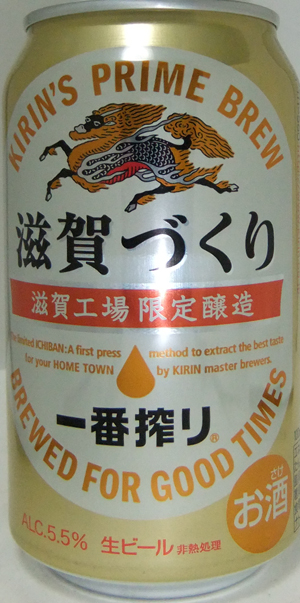 KIRIN'S PRIME BREW
滋賀づくり
滋賀工場限定醸造
limited ICHIBAN: A first press method to extract the best taste
for your HOME TOWN by KIRIN master brewers.
一番搾り®
BREWED FOR GOOD TIMES
さけ
お酒
ALC.5.5% 生ビール 非熱処理